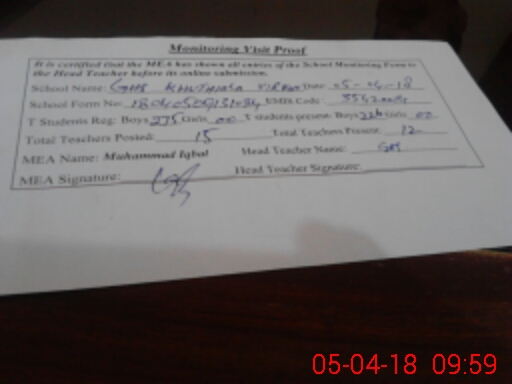 Monitoring Visit Proof
It is certified that the MEA has shown all entries of the School Monitoring Form to
the Head Teacher before its online submission.
School Name: GHS Date 05-04-18
School Form No: EMIS Code:
T Students Reg: Boys 275 Girls 00 T students present: Boys 226 Girls 00
Total Teachers Posted: 15 Total Teachers Present: 12
MEA Name: Muhammad Iqbal Head Teacher Name:
MEA Signature: Head Teacher Signature:
05-04-18 09:59